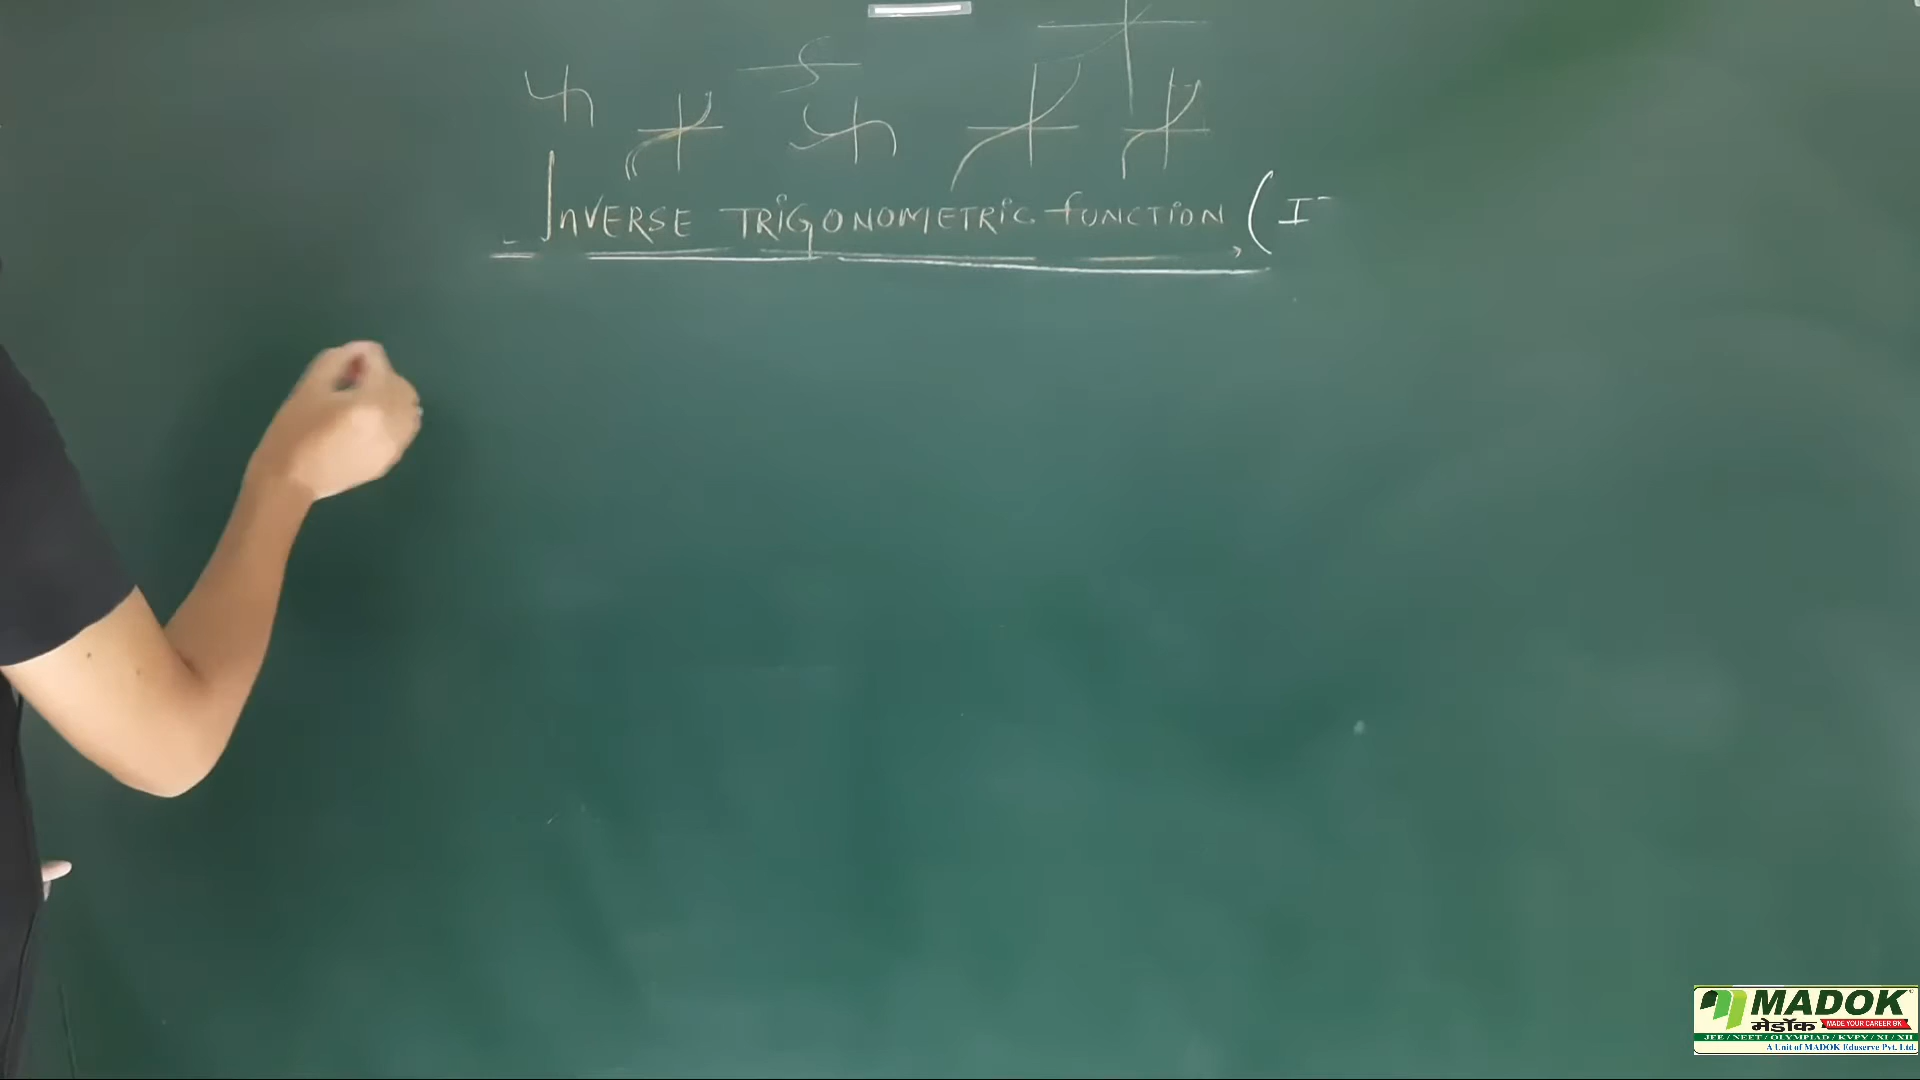 INVERSE TRIGONOMETRIC FUNCTION (I
MADOK
मेडॉक MADE YOUR CAREER BK
JEE / NEET / OLYMPIAD / KVPY / XI / XII
A Unit of MADOK Eduserve Pvt. Ltd.